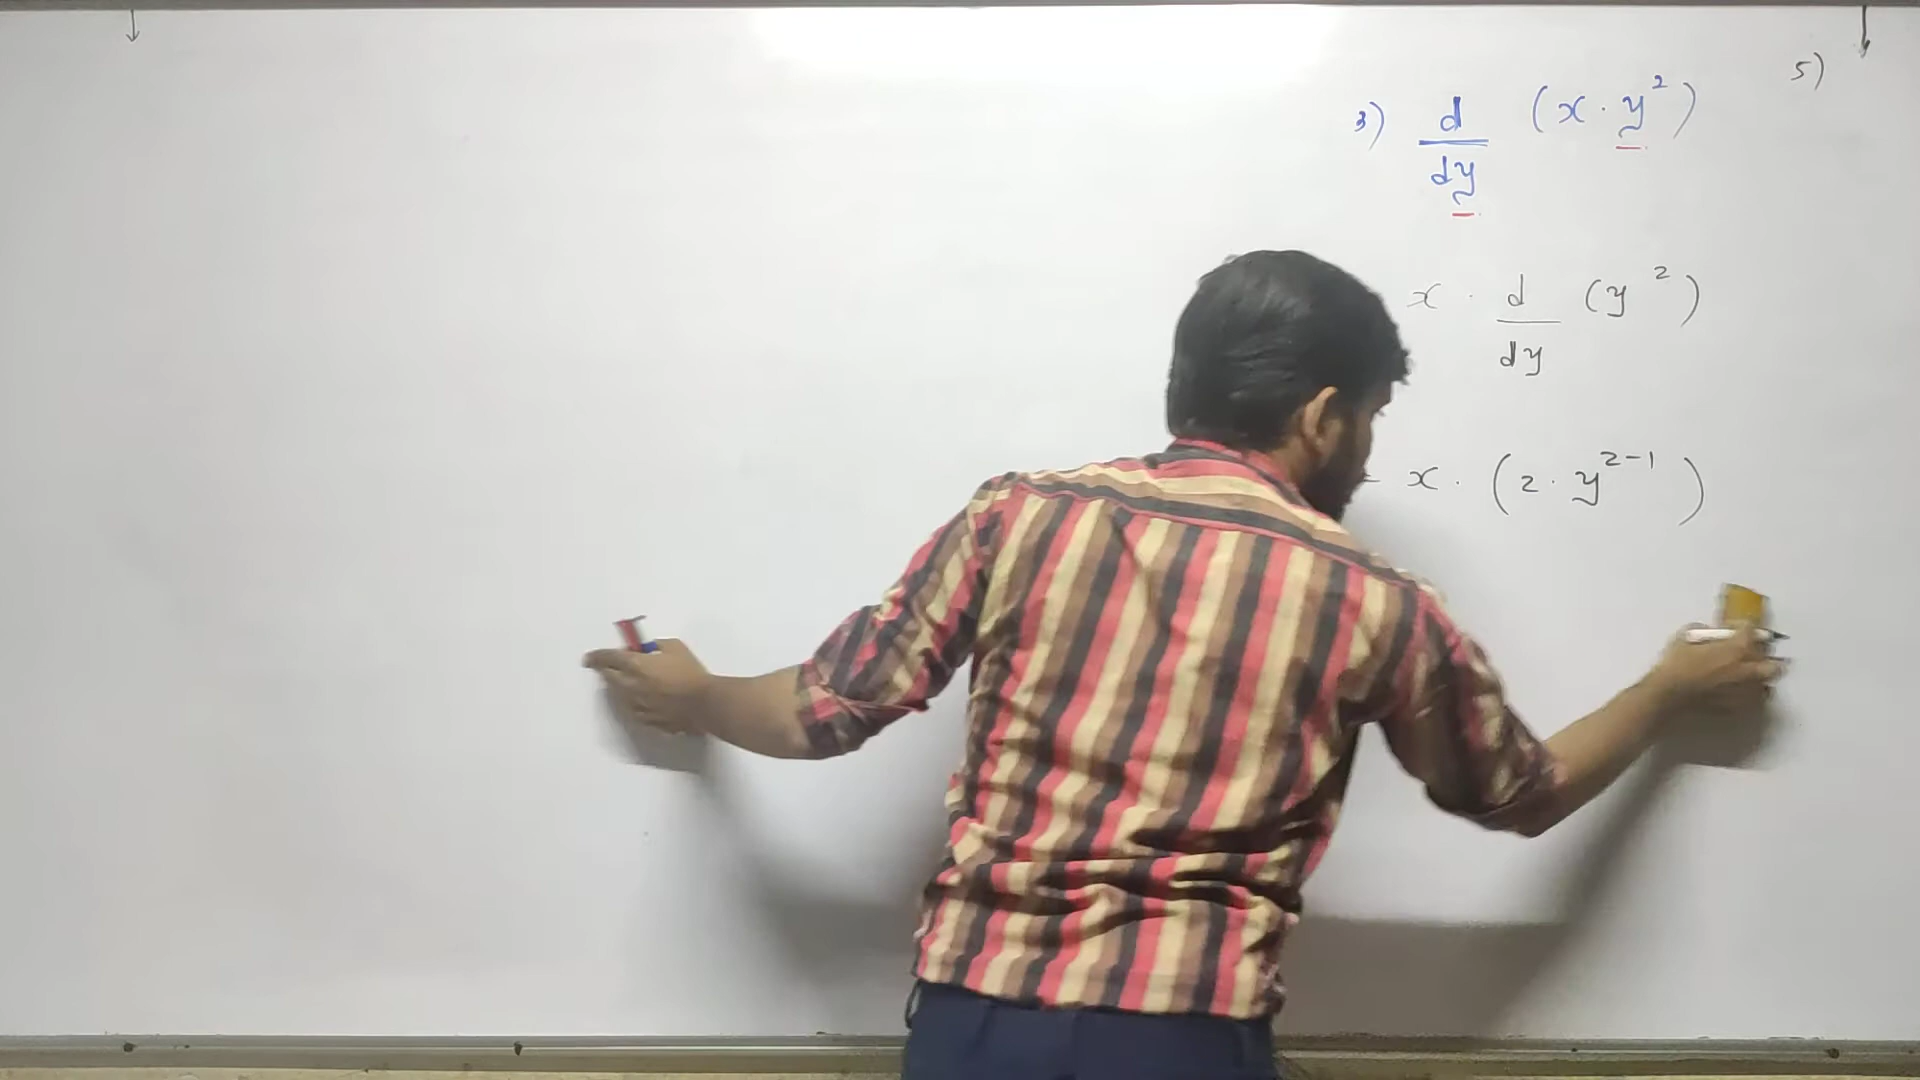 3) d/dy (x · y²)
5)
x · d/dy (y²)
= x · (2 · y²⁻¹)